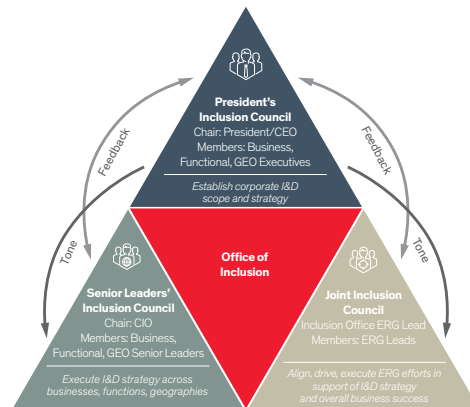 President's
Inclusion Council
Chair: President/CEO
Members: Business,
Functional, GEO Executives
Establish corporate I&D
scope and strategy
Feedback
Feedback
Tone
Tone
Office of
Inclusion
Senior Leaders'
Inclusion Council
Chair: CIO
Members: Business,
Functional, GEO Senior Leaders
Execute I&D strategy across
businesses, functions, geographies
Joint Inclusion
Council
Inclusion Office ERG Lead
Members: ERG Leads
Align, drive, execute ERG efforts in
support of I&D strategy
and overall business success